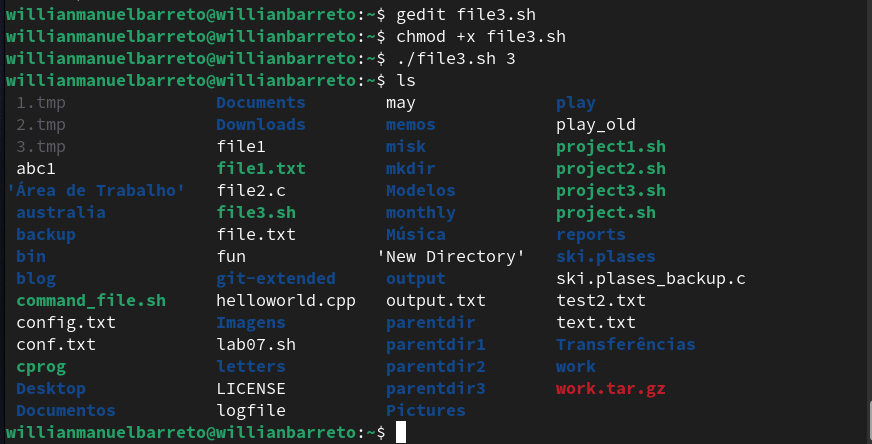 willianmanuelbarreto@willianbarreto:~$ gedit file3.sh
willianmanuelbarreto@willianbarreto:~$ chmod +x file3.sh
willianmanuelbarreto@willianbarreto:~$ ./file3.sh 3
willianmanuelbarreto@willianbarreto:~$ ls
1.tmp Documents may play
2.tmp Downloads memos play_old
3.tmp file1 misk project1.sh
abc1 file1.txt mkdir project2.sh
'Área de Trabalho' file2.c Modelos project3.sh
australia file3.sh monthly project.sh
backup file.txt Música reports
bin fun 'New Directory' ski.plases
blog git-extended output ski.plases_backup.c
command_file.sh helloworld.cpp output.txt test2.txt
config.txt Imagens parentdir text.txt
conf.txt lab07.sh parentdir1 Transferências
cprog letters parentdir2 work
Desktop LICENSE parentdir3 work.tar.gz
Documentos logfile Pictures
willianmanuelbarreto@willianbarreto:~$